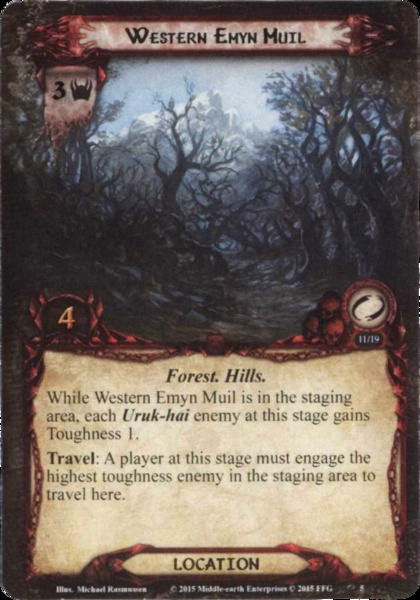 Western Emyn Muil
3
4
11/19
Forest. Hills.
While Western Emyn Muil is in the staging
area, each Uruk-hai enemy at this stage gains
Toughness 1.
Travel: A player at this stage must engage the
highest toughness enemy in the staging area to
travel here.
LOCATION
Illus. Michael Rasmussen © 2015 Middle-earth Enterprises © 2015 FFG 5